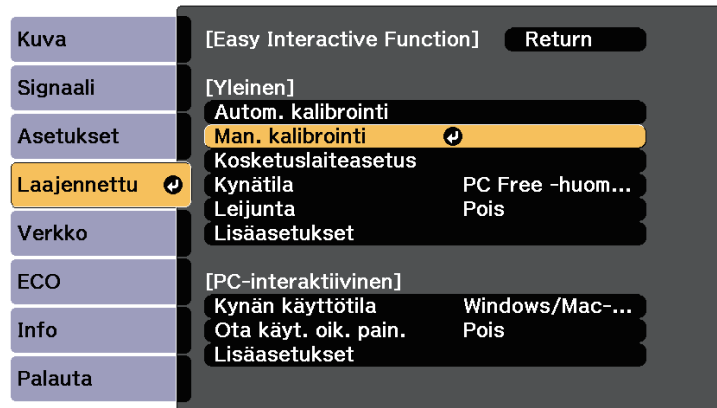 Kuva
Signaali
Asetukset
Laajennettu
Verkko
ECO
Info
Palauta
[Easy Interactive Function] Return
[Yleinen]
Autom. kalibrointi
Man. kalibrointi
Kosketuslaiteasetus
Kynätila PC Free -huom...
Leijunta Pois
Lisäasetukset
[PC-interaktiivinen]
Kynän käyttötila Windows/Mac-...
Ota käyt. oik. pain. Pois
Lisäasetukset